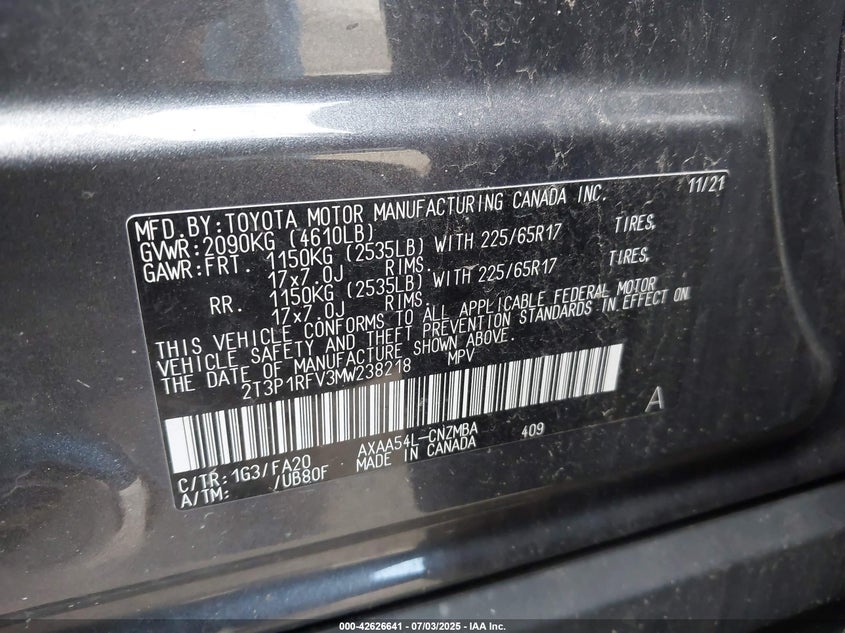 MFD. BY: TOYOTA MOTOR MANUFACTURING CANADA INC. 11/21
GVWR: 2090KG (4610LB)
GAWR: FRT. 1150KG (2535LB) WITH 225/65R17 TIRES,
17x7.0J RIMS.
RR. 1150KG (2535LB) WITH 225/65R17 TIRES,
17x7.0J RIMS.
THIS VEHICLE CONFORMS TO ALL APPLICABLE FEDERAL MOTOR
VEHICLE SAFETY AND THEFT PREVENTION STANDARDS IN EFFECT ON
THE DATE OF MANUFACTURE SHOWN ABOVE.
2T3P1RFV3MW238218 MPV
A
C/TR: 1G3/FA20 AXAA54L-CNZMBA 409
A/TM: /UB80F MADE IN CANADA
000-42626641 - 07/03/2025 - IAA Inc.